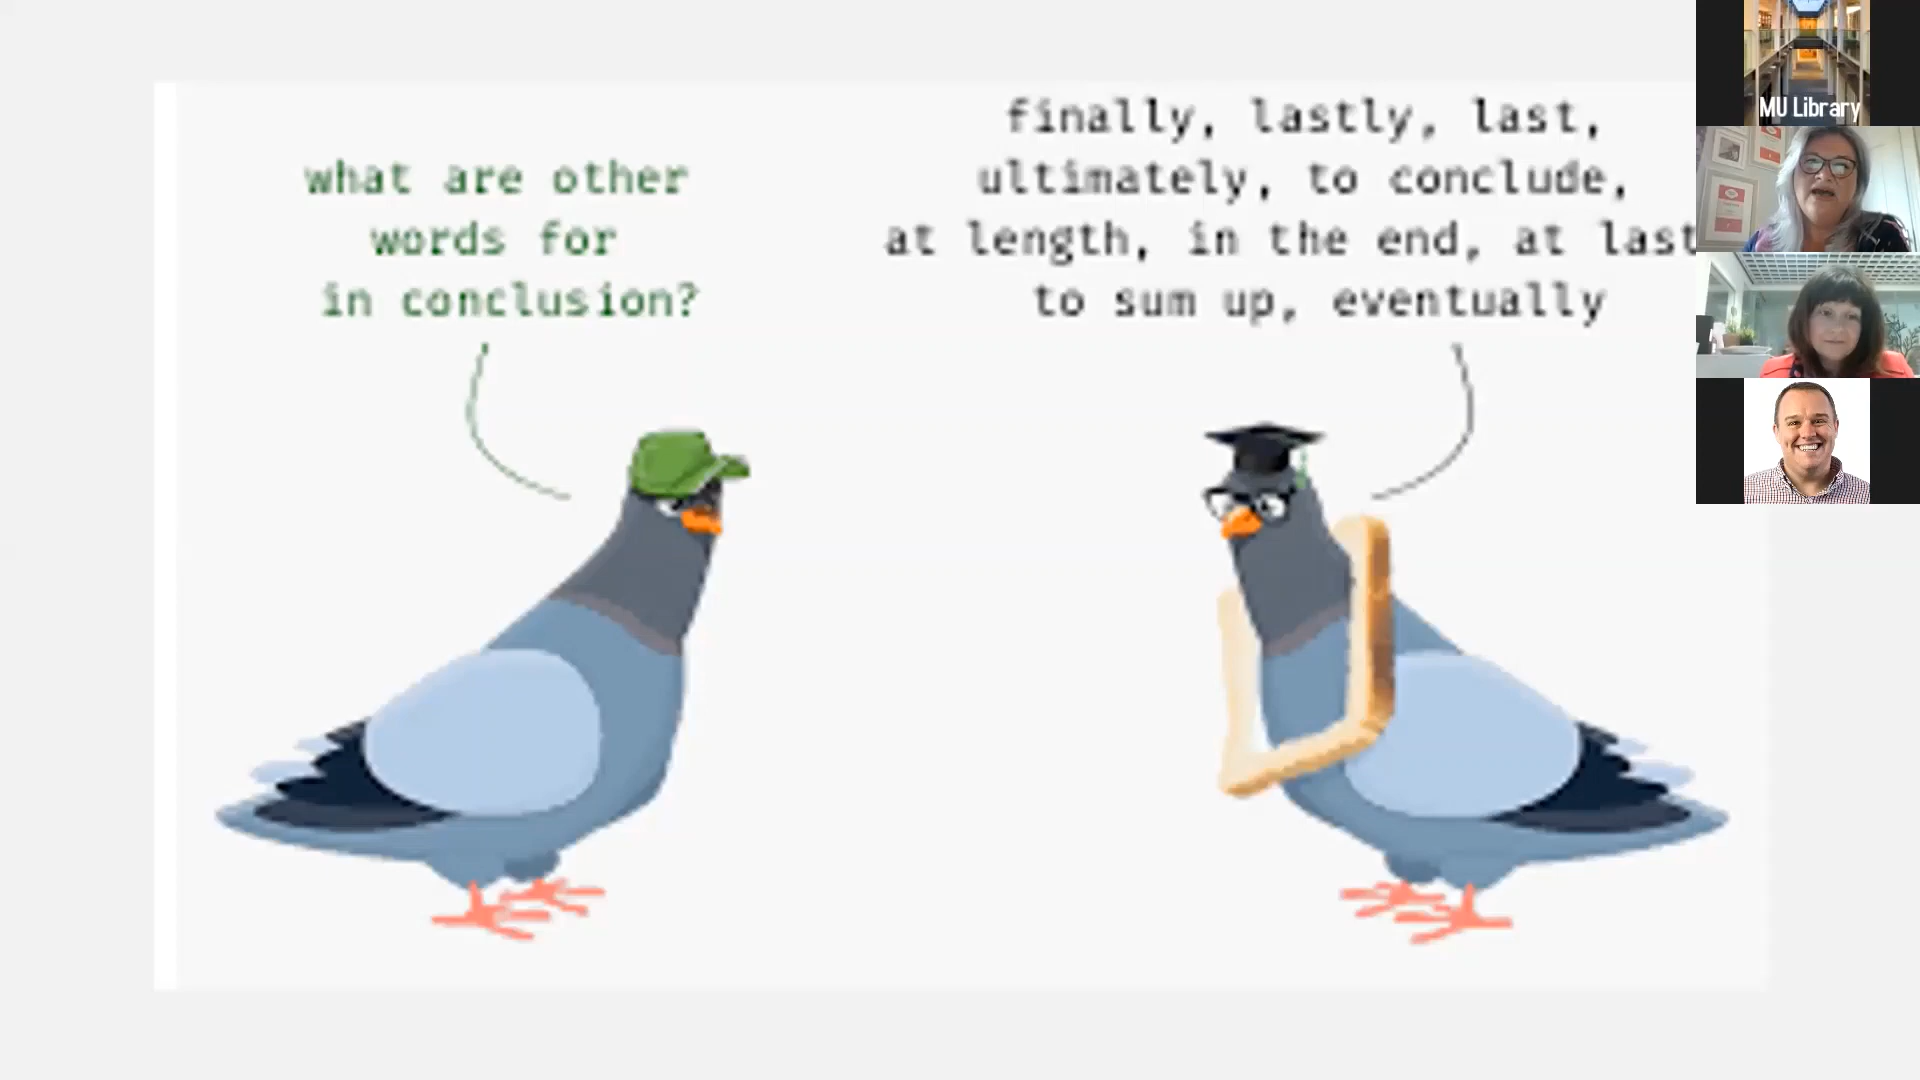 what are other
words for
in conclusion?
finally, lastly, last,
ultimately, to conclude,
at length, in the end, at last
to sum up, eventually
MU Library